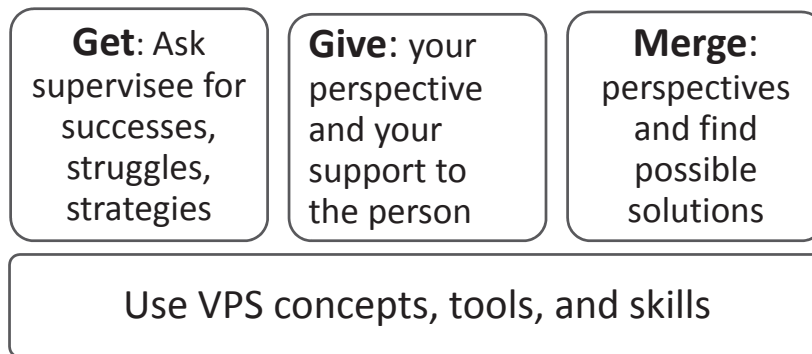 Get: Ask
supervisee for
successes,
struggles,
strategies
Give: your
perspective
and your
support to
the person
Merge:
perspectives
and find
possible
solutions
Use VPS concepts, tools, and skills